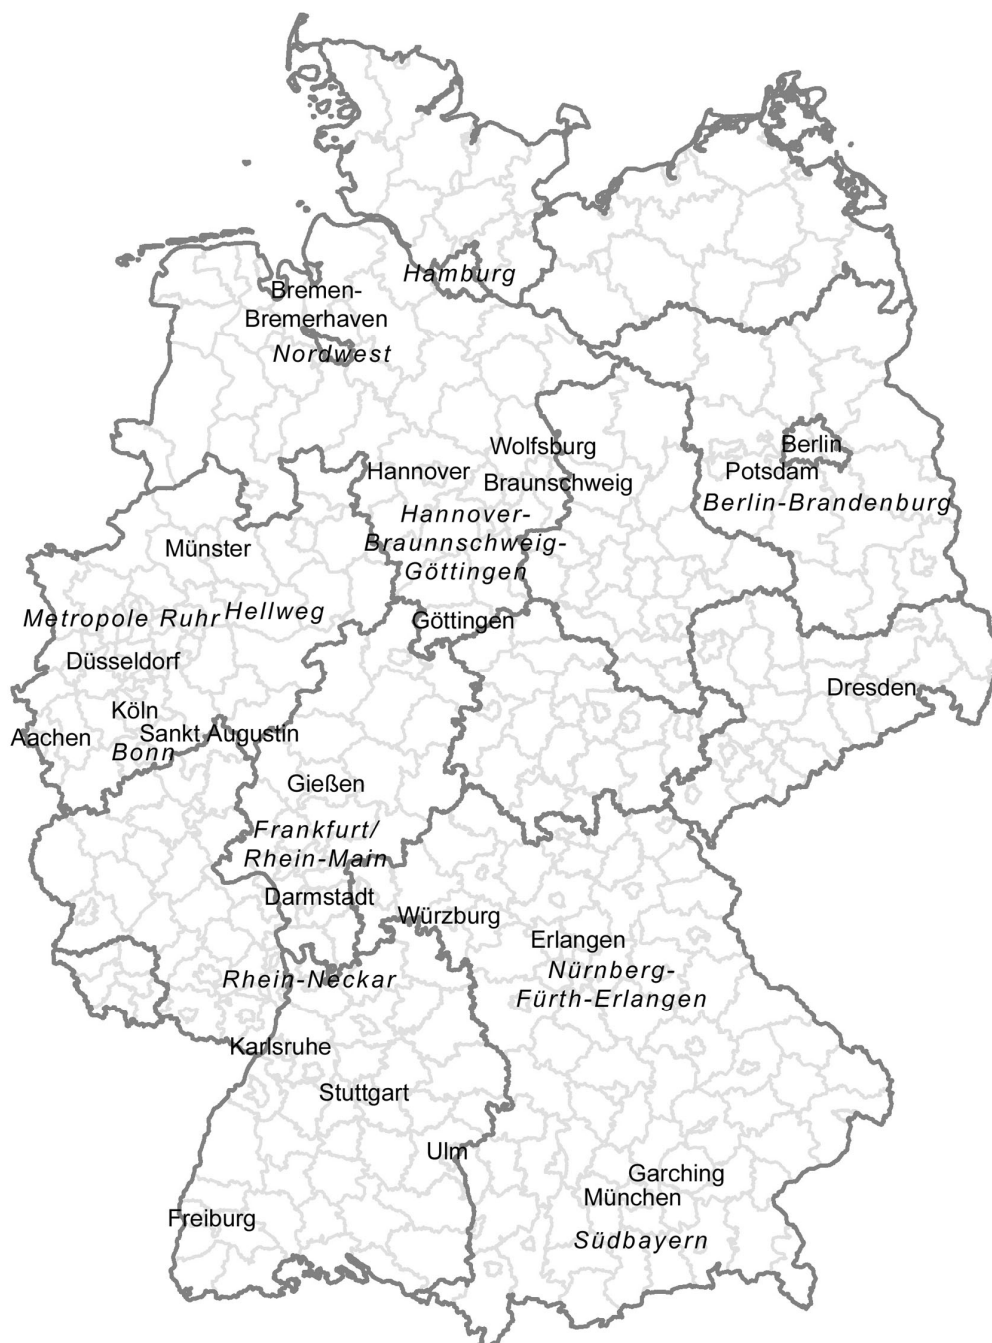 Hamburg
Bremen-
Bremerhaven
Nordwest
Wolfsburg
Berlin
Hannover
Potsdam
Braunschweig
Berlin-Brandenburg
Hannover-
Braunnschweig-
Göttingen
Münster
Metropole Ruhr
Hellweg
Göttingen
Düsseldorf
Dresden
Köln
Aachen
Sankt Augustin
Bonn
Gießen
Frankfurt/
Rhein-Main
Darmstadt
Würzburg
Erlangen
Nürnberg-
Fürth-Erlangen
Rhein-Neckar
Karlsruhe
Stuttgart
Ulm
Garching
München
Freiburg
Südbayern